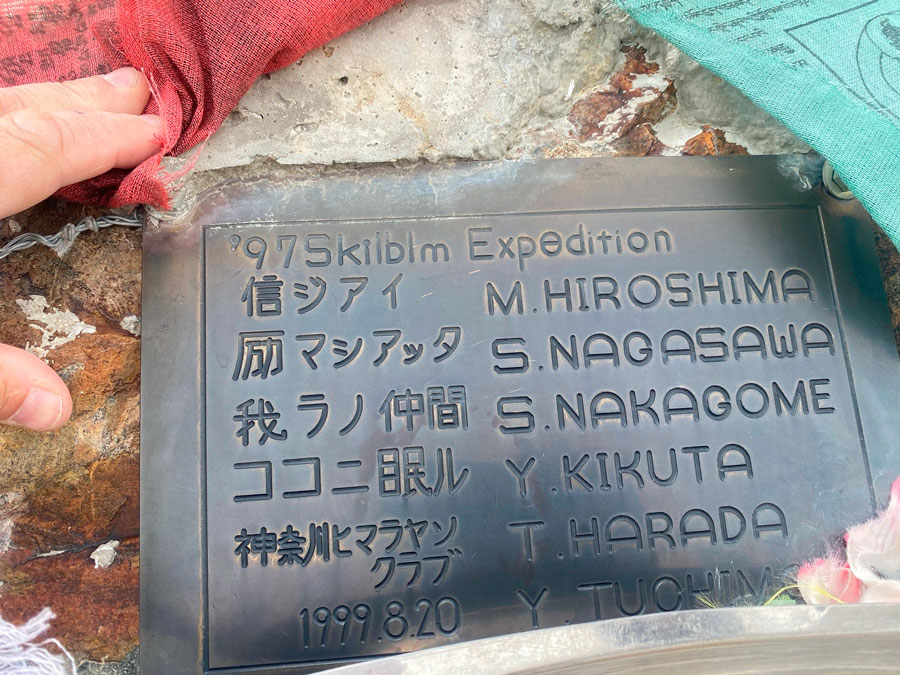 '97 Skilblm Expedition
信ジアイ M.HIROSHIMA
励マシアッタ S.NAGASAWA
我ラノ仲間 S.NAKAGOME
ココニ眠ル Y.KIKUTA
神奈川ヒマラヤン T.HARADA
クラブ
1999.8.20 Y.